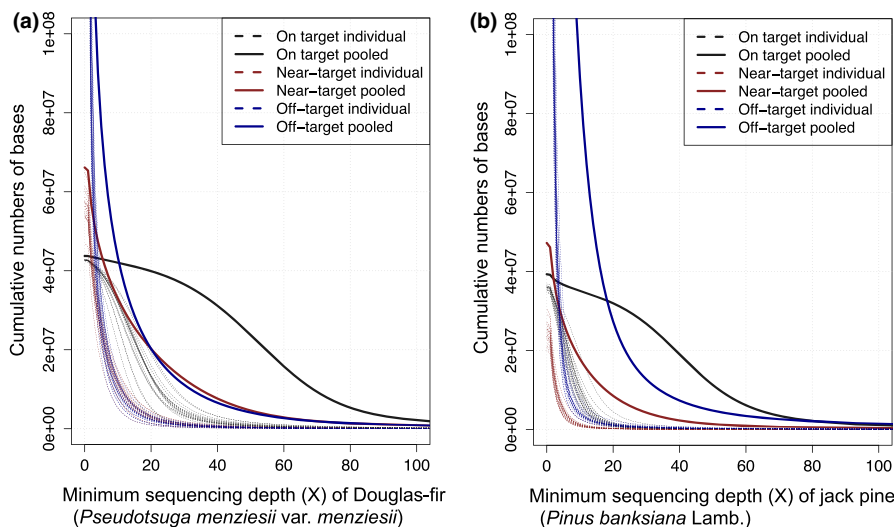 (a)
Cumulative numbers of bases
1e+08
8e+07
6e+07
4e+07
2e+07
0e+00
On target individual
On target pooled
Near-target individual
Near-target pooled
Off-target individual
Off-target pooled
0 20 40 60 80 100
Minimum sequencing depth (X) of Douglas-fir
(Pseudotsuga menziesii var. menziesii)
(b)
Cumulative numbers of bases
1e+08
8e+07
6e+07
4e+07
2e+07
0e+00
On target individual
On target pooled
Near-target individual
Near-target pooled
Off-target individual
Off-target pooled
0 20 40 60 80 100
Minimum sequencing depth (X) of jack pine
(Pinus banksiana Lamb.)